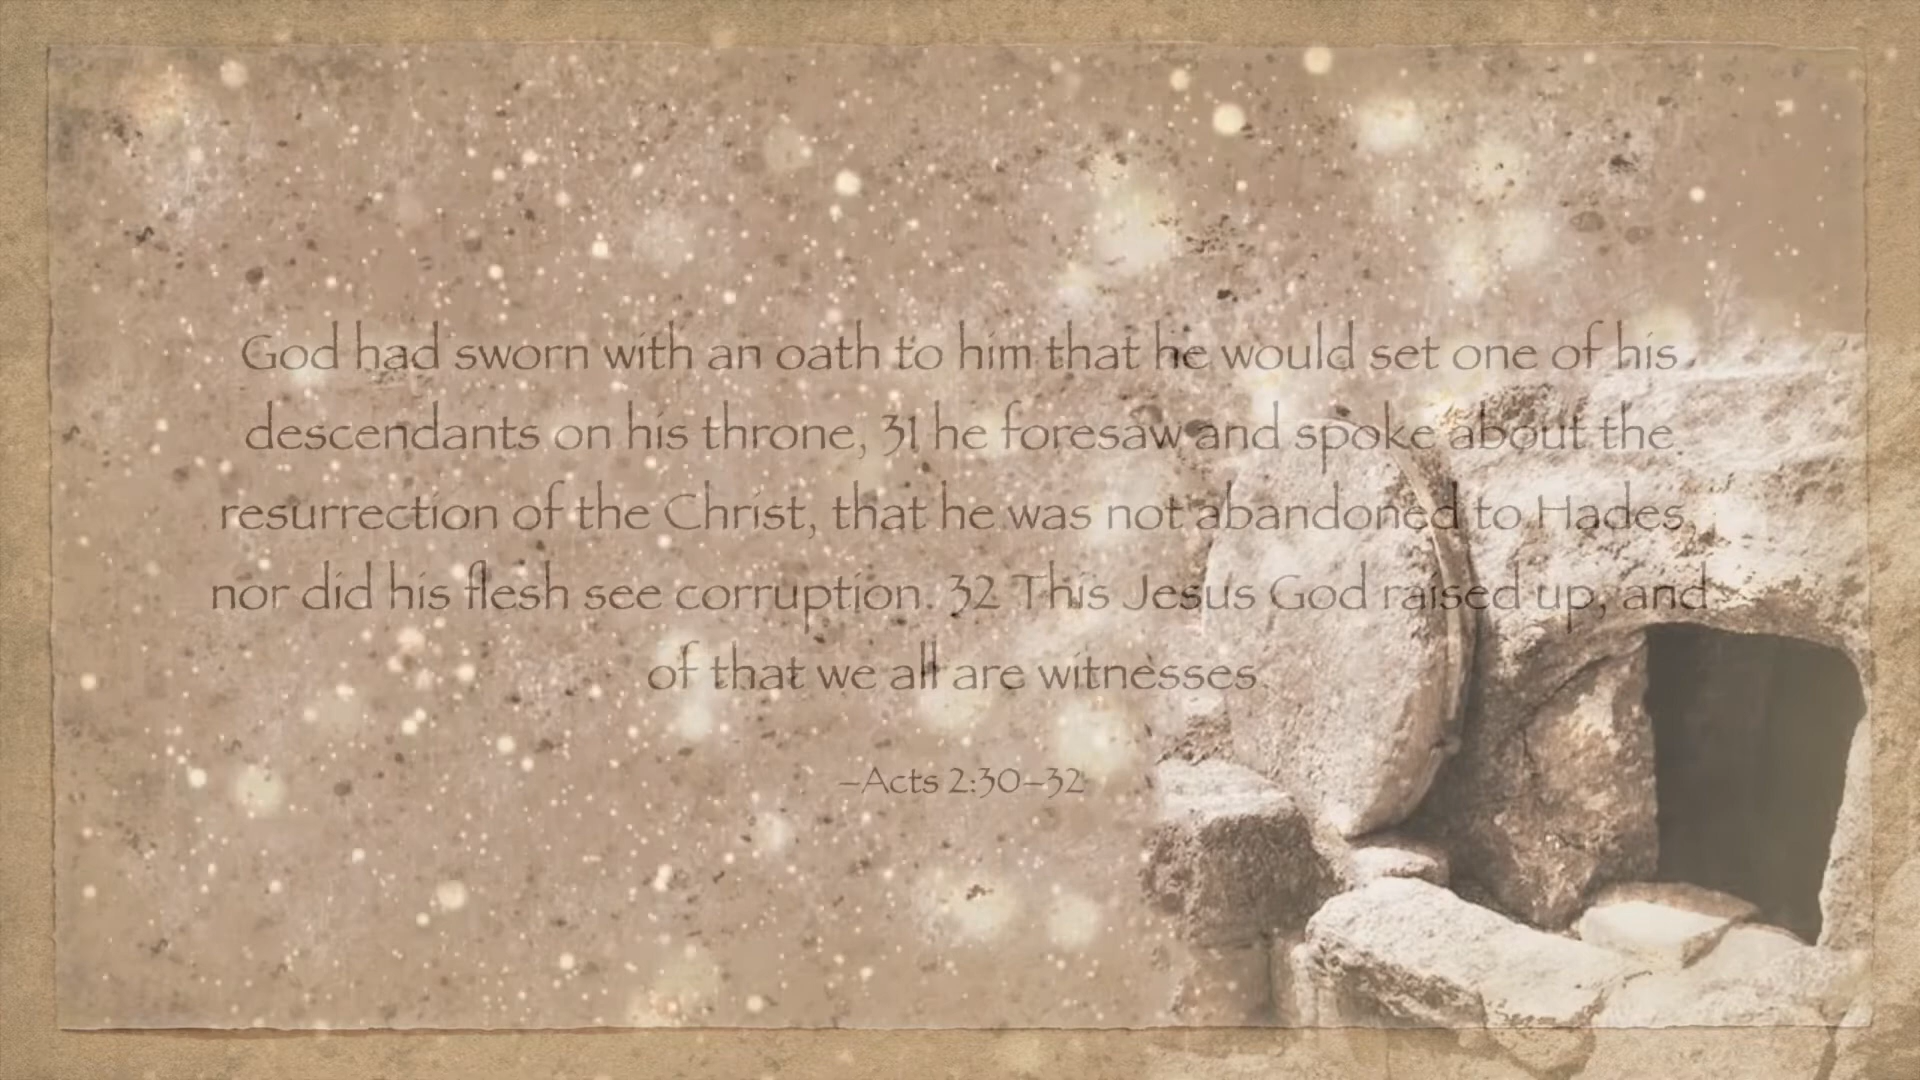 God had sworn with an oath to him that he would set one of his
descendants on his throne, 31 he foresaw and spoke about the
resurrection of the Christ, that he was not abandoned to Hades,
nor did his flesh see corruption. 32 This Jesus God raised up, and
of that we all are witnesses.
–Acts 2:30–32